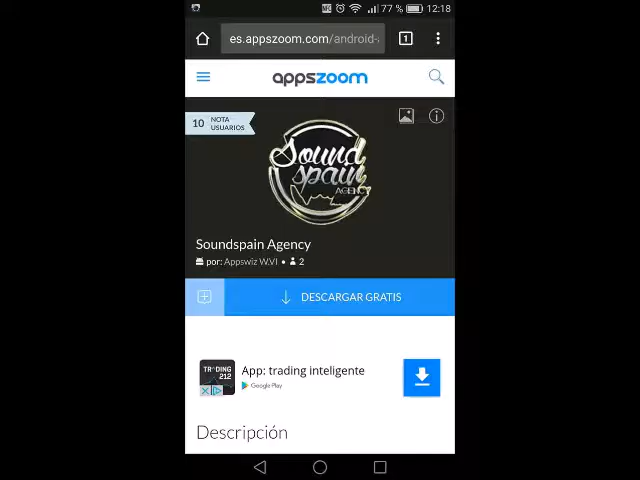 77 % 12:18
es.appszoom.com/android-a
1
appszoom
10 NOTA
USUARIOS
Sound
spain
AGENCY
Soundspain Agency
por: Appswiz W.VI • 2
DESCARGAR GRATIS
TRADING
212
App: trading inteligente
Google Play
Descripción